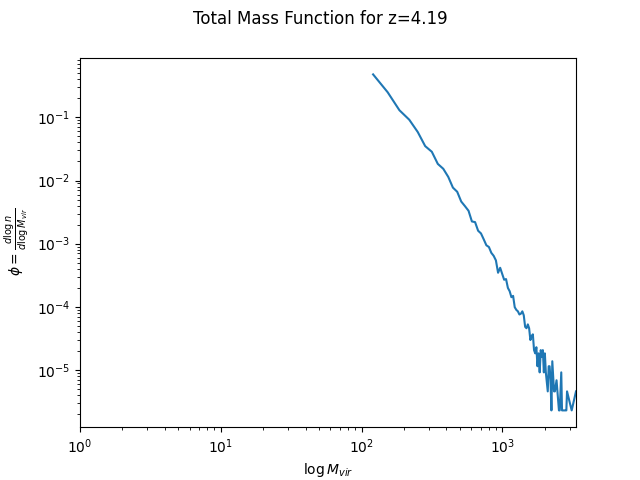 Total Mass Function for z=4.19
ϕ = d log n / d log M_vir
10^-1
10^-2
10^-3
10^-4
10^-5
10^0 10^1 10^2 10^3
log M_vir